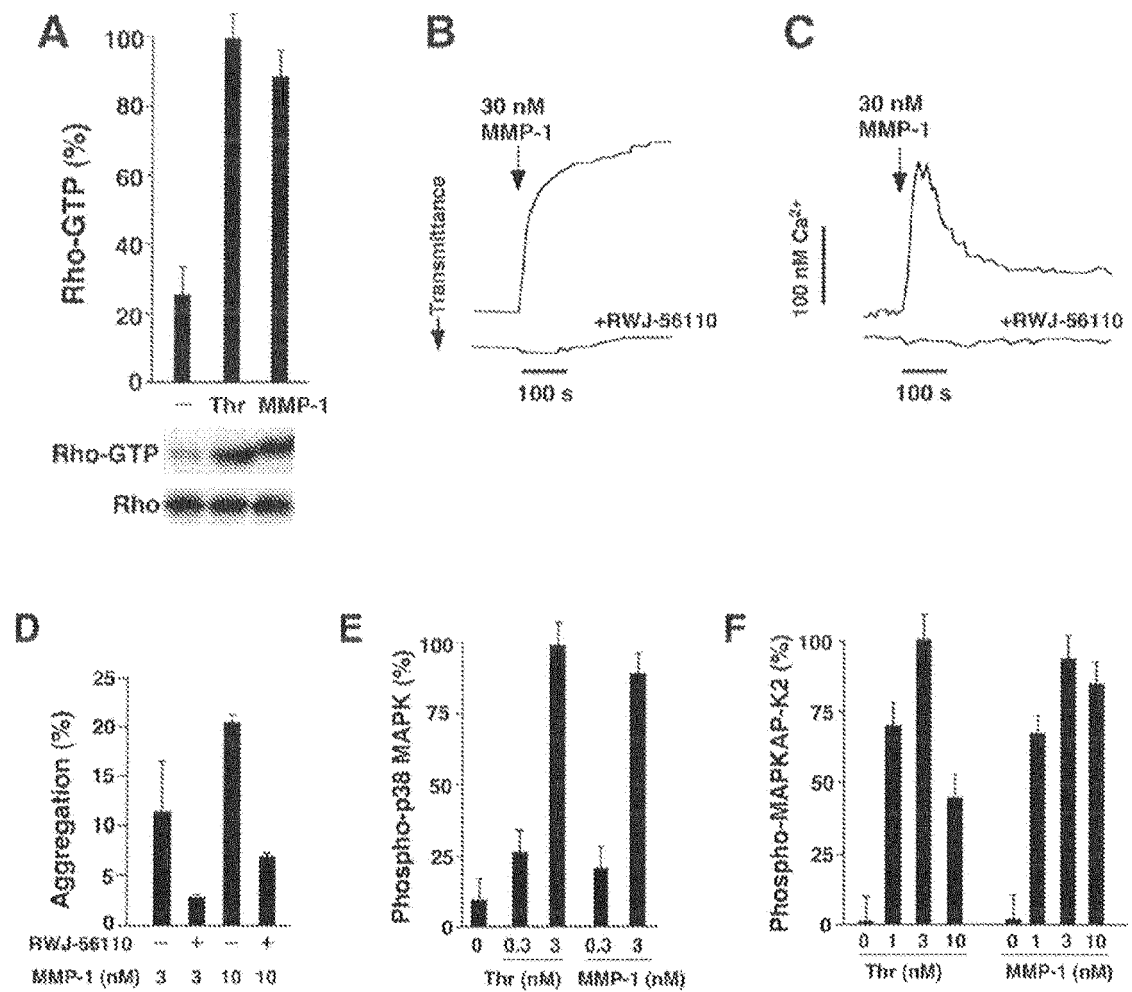 A
100
80
60
40
20
0
Rho-GTP (%)
– Thr MMP-1
Rho-GTP
Rho
B
30 nM
MMP-1
Transmittance
+RWJ-56110
100 s
C
30 nM
MMP-1
100 nM Ca2+
+RWJ-56110
100 s
D
25
20
15
10
5
0
Aggregation (%)
RWJ-56110 – + – +
MMP-1 (nM) 3 3 10 10
E
100
75
50
25
0
Phospho-p38 MAPK (%)
0 0.3 3 0.3 3
Thr (nM) MMP-1 (nM)
F
100
75
50
25
0
Phospho-MAPKAP-K2 (%)
0 1 3 10 0 1 3 10
Thr (nM) MMP-1 (nM)